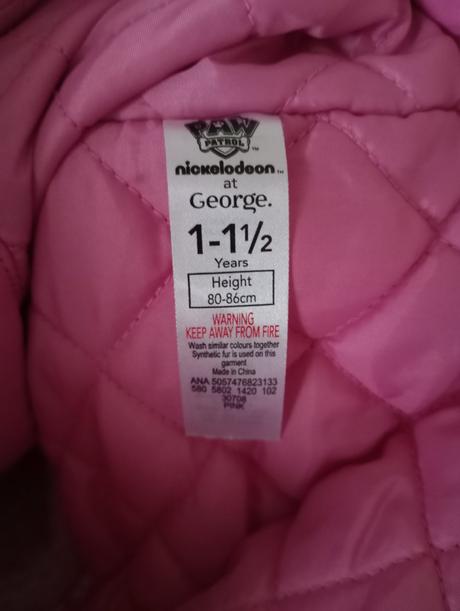 PAW
PATROL
TM
nickelodeon TM
at
George.
1-1½
Years
Height
80-86cm
WARNING
KEEP AWAY FROM FIRE
Wash similar colours together
Synthetic fur is used on this
garment
Made in China
ANA 5057476823133
580 5802 1420 102
30708
PINK